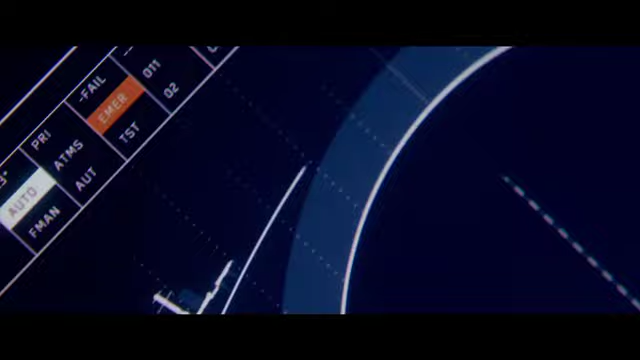 -FAIL 011
EMER 02
PRI ATMS TST
AUTO AUT
FMAN